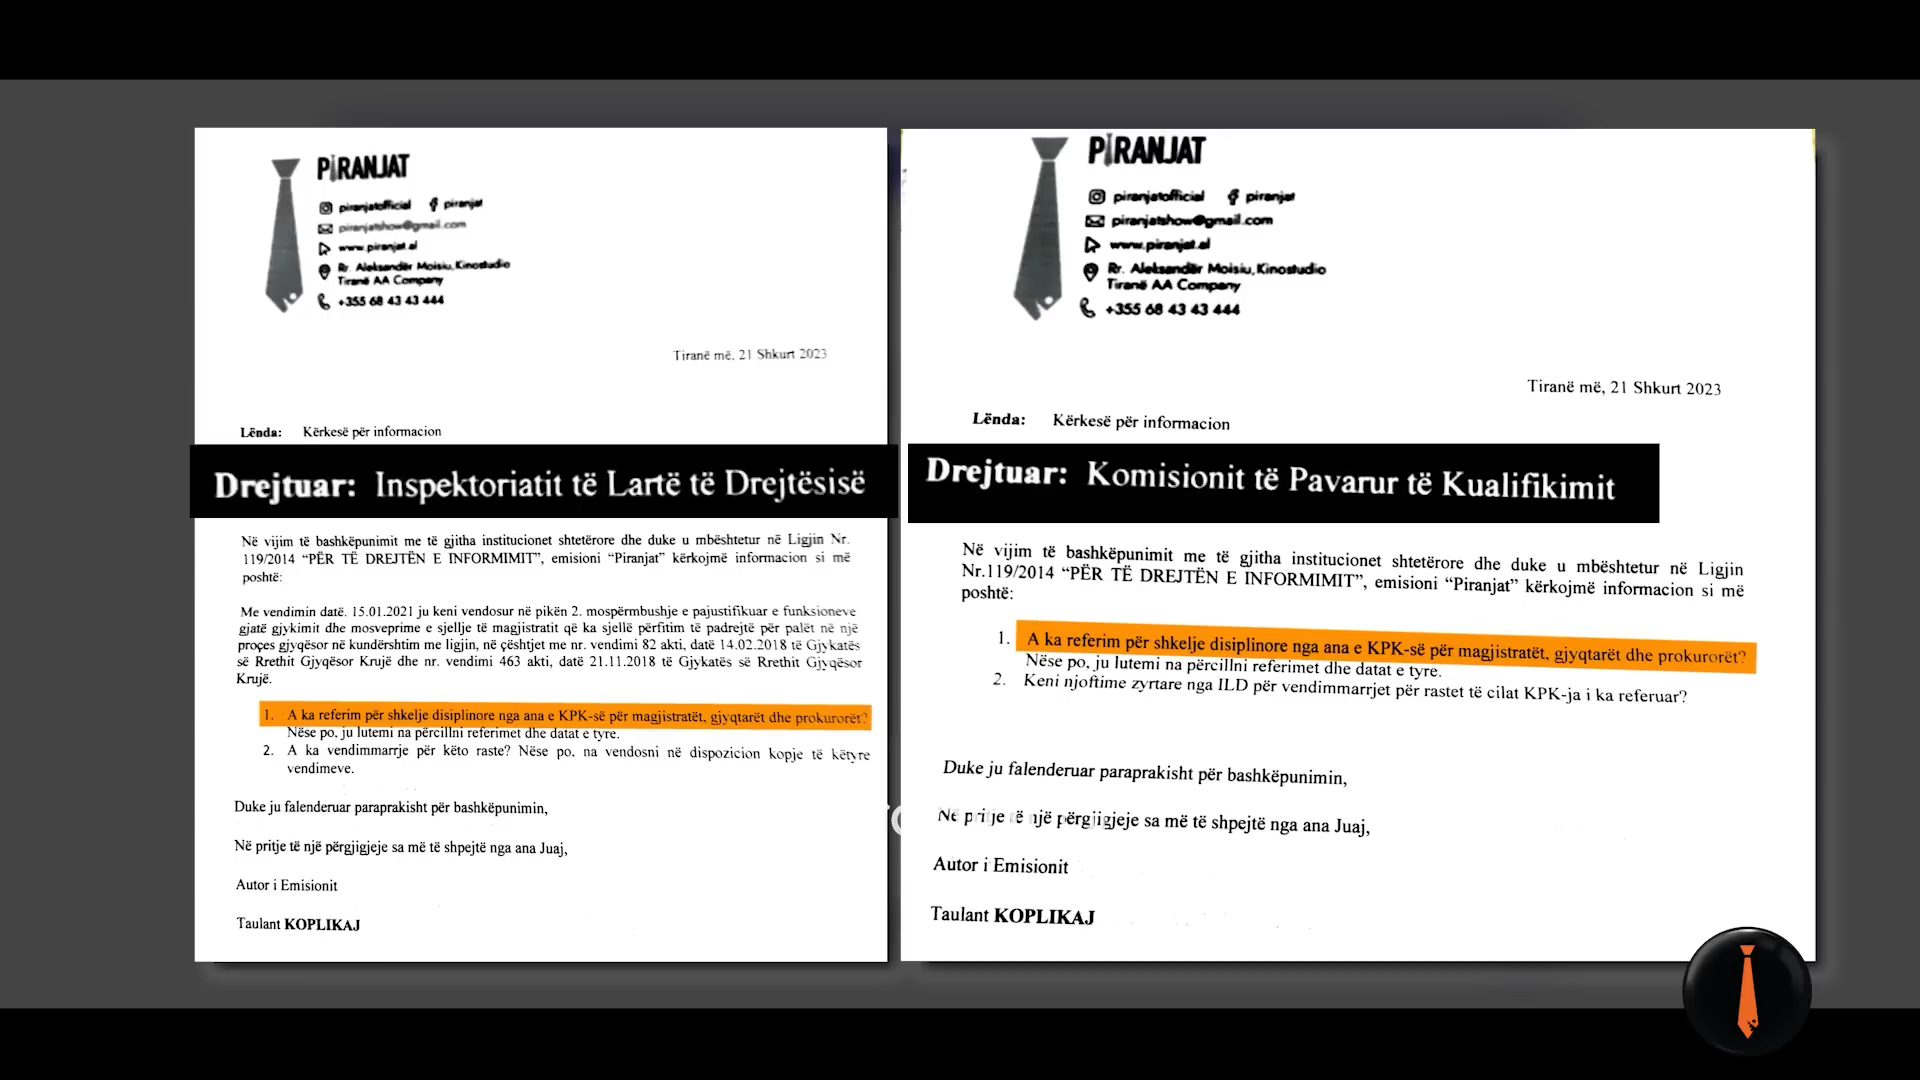 PIRANJAT
piranjatofficial piranjat
piranjatshow@gmail.com
www.piranjat.al
Rr. Aleksandër Moisiu, Kinostudio
Tiranë AA Company
+355 68 43 43 444
Tiranë më, 21 Shkurt 2023
Lënda: Kërkesë për informacion
Drejtuar: Inspektoriatit të Lartë të Drejtësisë
Në vijim të bashkëpunimit me të gjitha institucionet shtetërore dhe duke u mbështetur në Ligjin Nr.
119/2014 “PËR TË DREJTËN E INFORMIMIT”, emisioni “Piranjat” kërkojmë informacion si më
poshtë:
Me vendimin datë. 15.01.2021 ju keni vendosur në pikën 2. mospërmbushje e pajustifikuar e funksioneve
gjatë gjykimit dhe mosveprime e sjellje të magjistratit që ka sjellë përfitim të padrejtë për palët në një
proçes gjyqësor në kundërshtim me ligjin, në çështjet me nr. vendimi 82 akti, datë 14.02.2018 të Gjykatës
së Rrethit Gjyqësor Krujë dhe nr. vendimi 463 akti, datë 21.11.2018 të Gjykatës së Rrethit Gjyqësor
Krujë.
1. A ka referim për shkelje disiplinore nga ana e KPK-së për magjistratët, gjyqtarët dhe prokurorët?
Nëse po, ju lutemi na përcillni referimet dhe datat e tyre.
2. A ka vendimmarrje për këto raste? Nëse po, na vendosni në dispozicion kopje të këtyre
vendimeve.
Duke ju falenderuar paraprakisht për bashkëpunimin,
Në pritje të një përgjigjeje sa më të shpejtë nga ana Juaj,
Autor i Emisionit
Taulant KOPLIKAJ
PIRANJAT
piranjatofficial piranjat
piranjatshow@gmail.com
www.piranjat.al
Rr. Aleksandër Moisiu, Kinostudio
Tiranë AA Company
+355 68 43 43 444
Tiranë më, 21 Shkurt 2023
Lënda: Kërkesë për informacion
Drejtuar: Komisionit të Pavarur të Kualifikimit
Në vijim të bashkëpunimit me të gjitha institucionet shtetërore dhe duke u mbështetur në Ligjin
Nr.119/2014 “PËR TË DREJTËN E INFORMIMIT”, emisioni “Piranjat” kërkojmë informacion si më
poshtë:
1. A ka referim për shkelje disiplinore nga ana e KPK-së për magjistratët, gjyqtarët dhe prokurorët?
Nëse po, ju lutemi na përcillni referimet dhe datat e tyre.
2. Keni njoftime zyrtare nga ILD për vendimmarrjet për rastet të cilat KPK-ja i ka referuar?
Duke ju falenderuar paraprakisht për bashkëpunimin,
Në pritje të një përgjigjeje sa më të shpejtë nga ana Juaj,
Autor i Emisionit
Taulant KOPLIKAJ